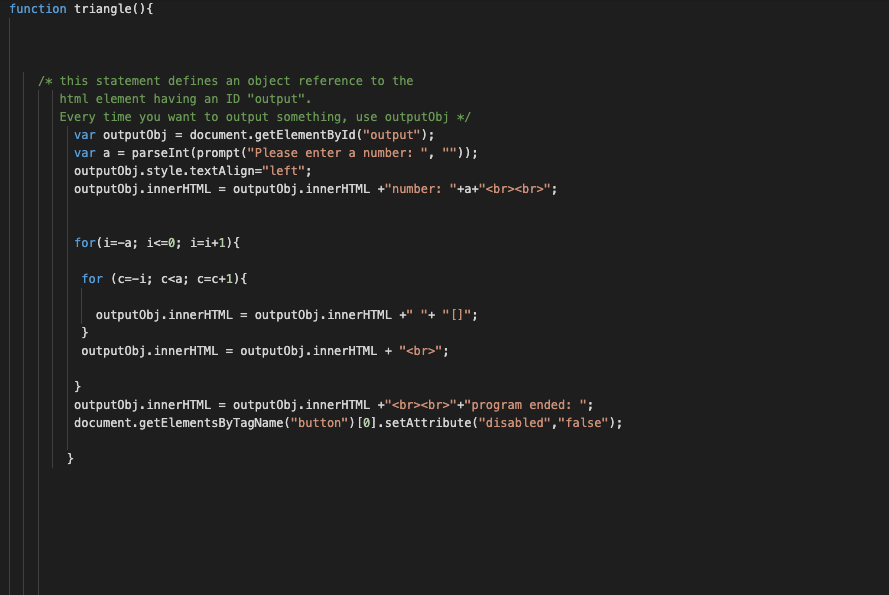 function triangle(){
/* this statement defines an object reference to the
html element having an ID "output".
Every time you want to output something, use outputObj */
var outputObj = document.getElementById("output");
var a = parseInt(prompt("Please enter a number: ", ""));
outputObj.style.textAlign="left";
outputObj.innerHTML = outputObj.innerHTML +"number: "+a+"<br><br>";
for(i=-a; i<=0; i=i+1){
for (c=-i; c<a; c=c+1){
outputObj.innerHTML = outputObj.innerHTML +" "+ "[]";
}
outputObj.innerHTML = outputObj.innerHTML + "<br>";
}
outputObj.innerHTML = outputObj.innerHTML +"<br><br>"+"program ended: ";
document.getElementsByTagName("button")[0].setAttribute("disabled","false");
}